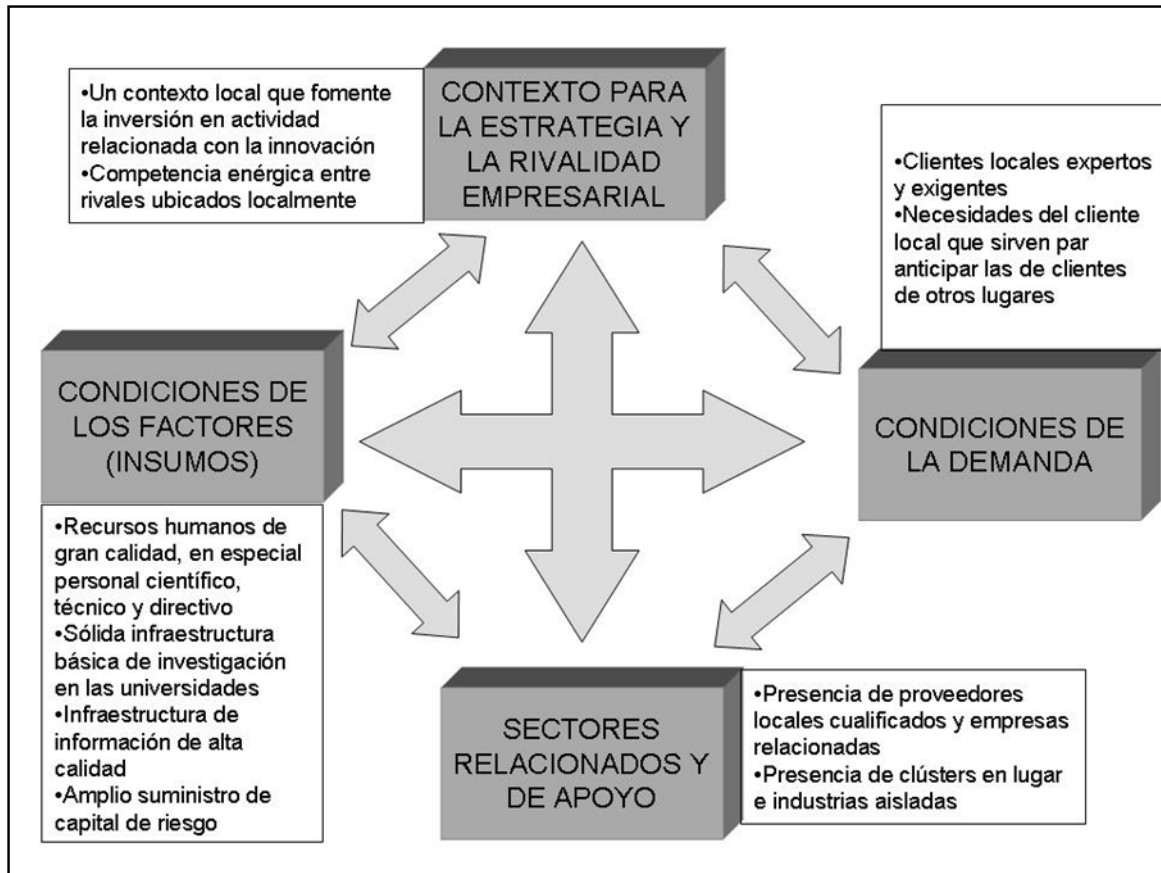 •Un contexto local que fomente
la inversión en actividad
relacionada con la innovación
•Competencia enérgica entre
rivales ubicados localmente
CONTEXTO PARA
LA ESTRATEGIA Y
LA RIVALIDAD
EMPRESARIAL
•Clientes locales expertos
y exigentes
•Necesidades del cliente
local que sirven par
anticipar las de clientes
de otros lugares
CONDICIONES DE
LOS FACTORES
(INSUMOS)
CONDICIONES DE
LA DEMANDA
•Recursos humanos de
gran calidad, en especial
personal científico,
técnico y directivo
•Sólida infraestructura
básica de investigación
en las universidades
•Infraestructura de
información de alta
calidad
•Amplio suministro de
capital de riesgo
SECTORES
RELACIONADOS Y
DE APOYO
•Presencia de proveedores
locales cualificados y empresas
relacionadas
•Presencia de clústers en lugar
e industrias aisladas